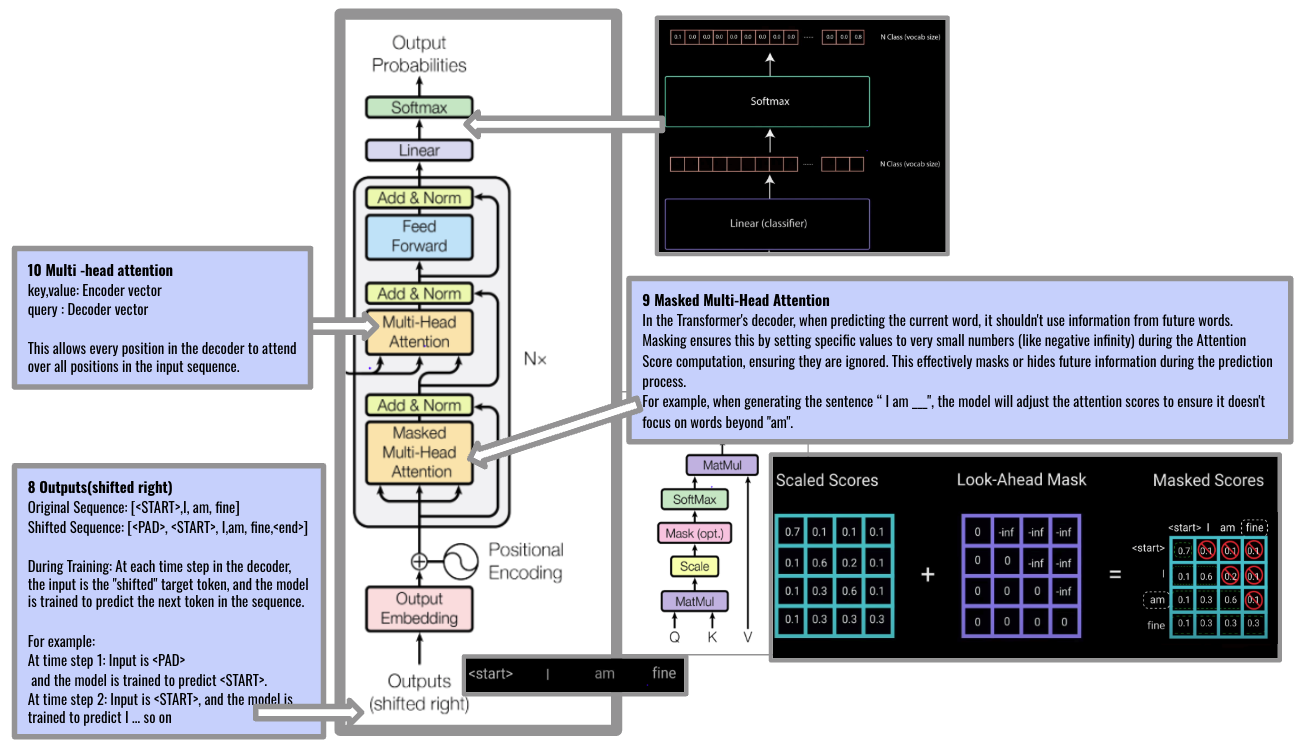 Output
Probabilities
Softmax
Linear
Add & Norm
Feed
Forward
Add & Norm
Multi-Head
Attention
Nx
Add & Norm
Masked
Multi-Head
Attention
Positional
Encoding
Output
Embedding
Outputs
(shifted right)
<start> I am fine
0.1 0.0 0.0 0.0 0.0 0.0 0.0 0.0 0.0 ..... 0.0 0.0 0.8 N Class (vocab size)
Softmax
..... N Class (vocab size)
Linear (classifier)
10 Multi -head attention
key,value: Encoder vector
query : Decoder vector
This allows every position in the decoder to attend
over all positions in the input sequence.
9 Masked Multi-Head Attention
In the Transformer's decoder, when predicting the current word, it shouldn't use information from future words.
Masking ensures this by setting specific values to very small numbers (like negative infinity) during the Attention
Score computation, ensuring they are ignored. This effectively masks or hides future information during the prediction
process.
For example, when generating the sentence “ I am ___", the model will adjust the attention scores to ensure it doesn't
focus on words beyond "am".
8 Outputs(shifted right)
Original Sequence: [<START>,I, am, fine]
Shifted Sequence: [<PAD>, <START>, I,am, fine,<end>]
During Training: At each time step in the decoder,
the input is the "shifted" target token, and the model
is trained to predict the next token in the sequence.
For example:
At time step 1: Input is <PAD>
and the model is trained to predict <START>.
At time step 2: Input is <START>, and the model is
trained to predict I ... so on
MatMul
SoftMax
Mask (opt.)
Scale
MatMul
Q K V
Scaled Scores
0.7 0.1 0.1 0.1
0.1 0.6 0.2 0.1
0.1 0.3 0.6 0.1
0.1 0.3 0.3 0.3
+
Look-Ahead Mask
0 -inf -inf -inf
0 0 -inf -inf
0 0 0 -inf
0 0 0 0
=
Masked Scores
<start> I am fine
<start> 0.7 0.1 0.1 0.1
I 0.1 0.6 0.2 0.1
am 0.1 0.3 0.6 0.1
fine 0.1 0.3 0.3 0.3